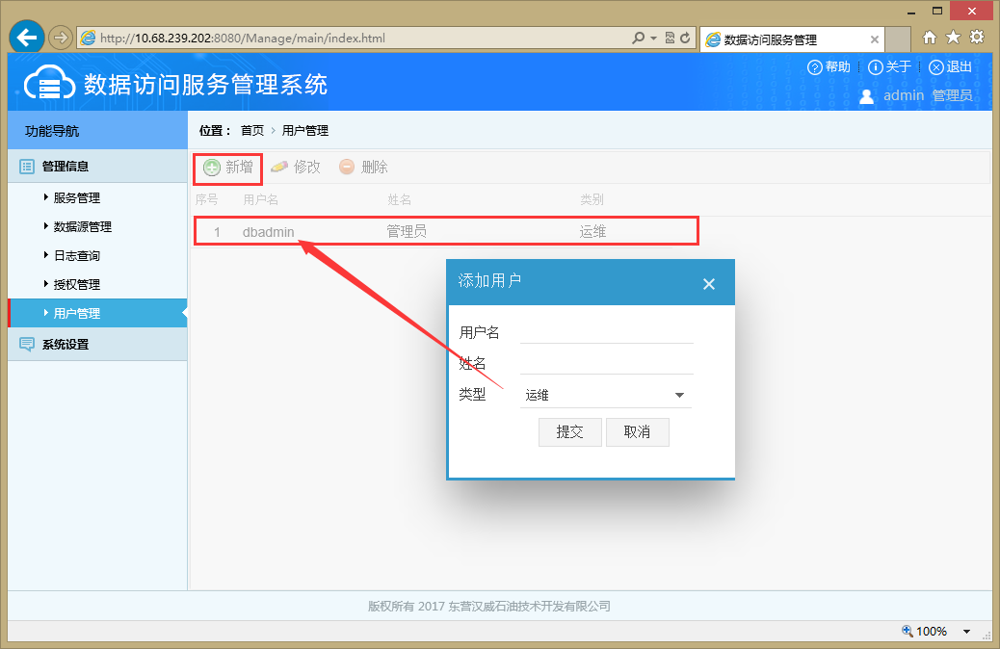 http://10.68.239.202:8080/Manage/main/index.html
数据访问服务管理
数据访问服务管理系统
帮助 关于 退出
admin 管理员
功能导航
位置： 首页 > 用户管理
管理信息
新增 修改 删除
服务管理
序号 用户名 姓名 类别
数据源管理
1 dbadmin 管理员 运维
日志查询
授权管理
用户管理
系统设置
添加用户
用户名
姓名
类型 运维
提交 取消
版权所有 2017 东营汉威石油技术开发有限公司
100%